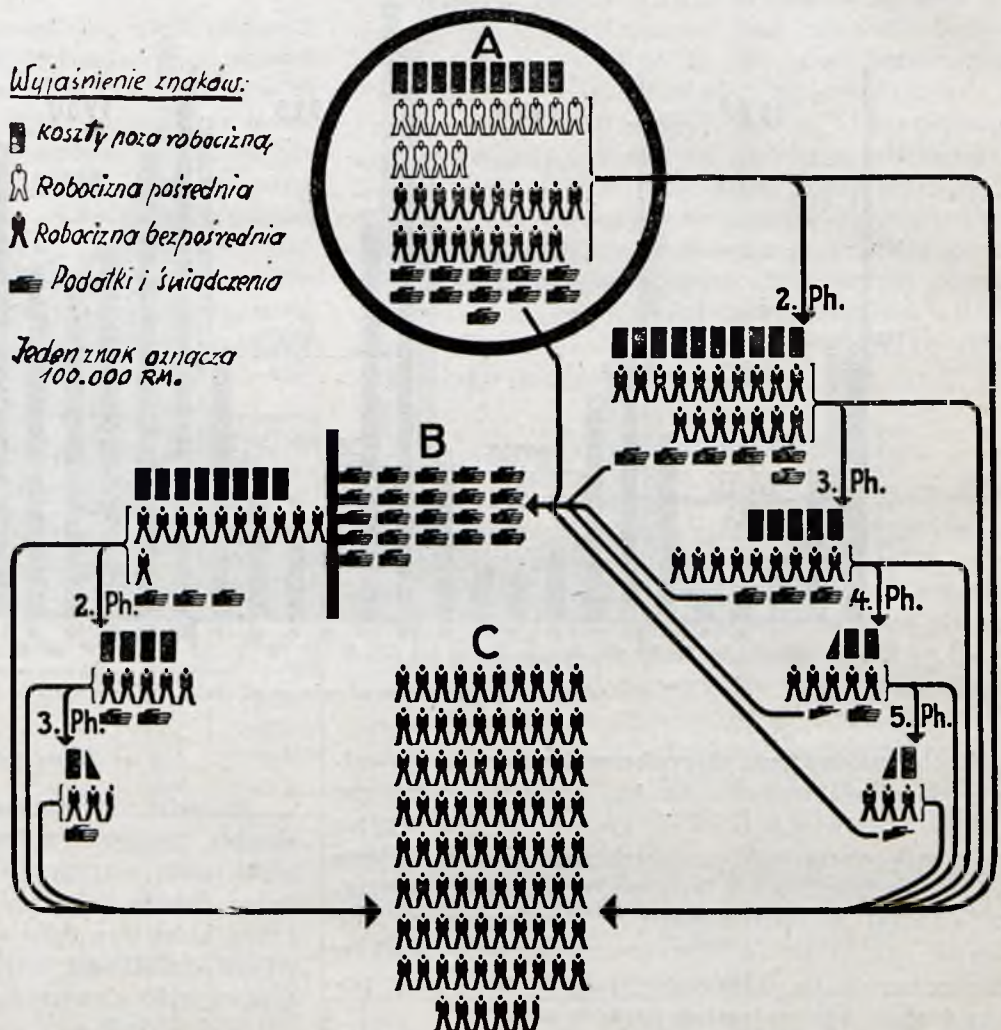 Wyjaśnienie znaków:
koszty poza robocizną
Robocizna pośrednia
Robocizna bezpośrednia
Podatki i świadczenia
Jeden znak oznacza
100.000 RM.
A
2. Ph.
B
3. Ph.
2. Ph.
4. Ph.
C
3. Ph.
5. Ph.